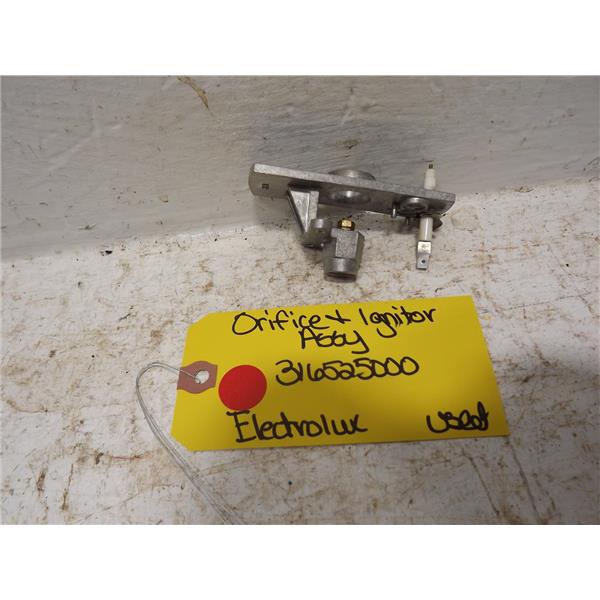 Orifice & Ignitor
Assy
316525000
Electrolux used